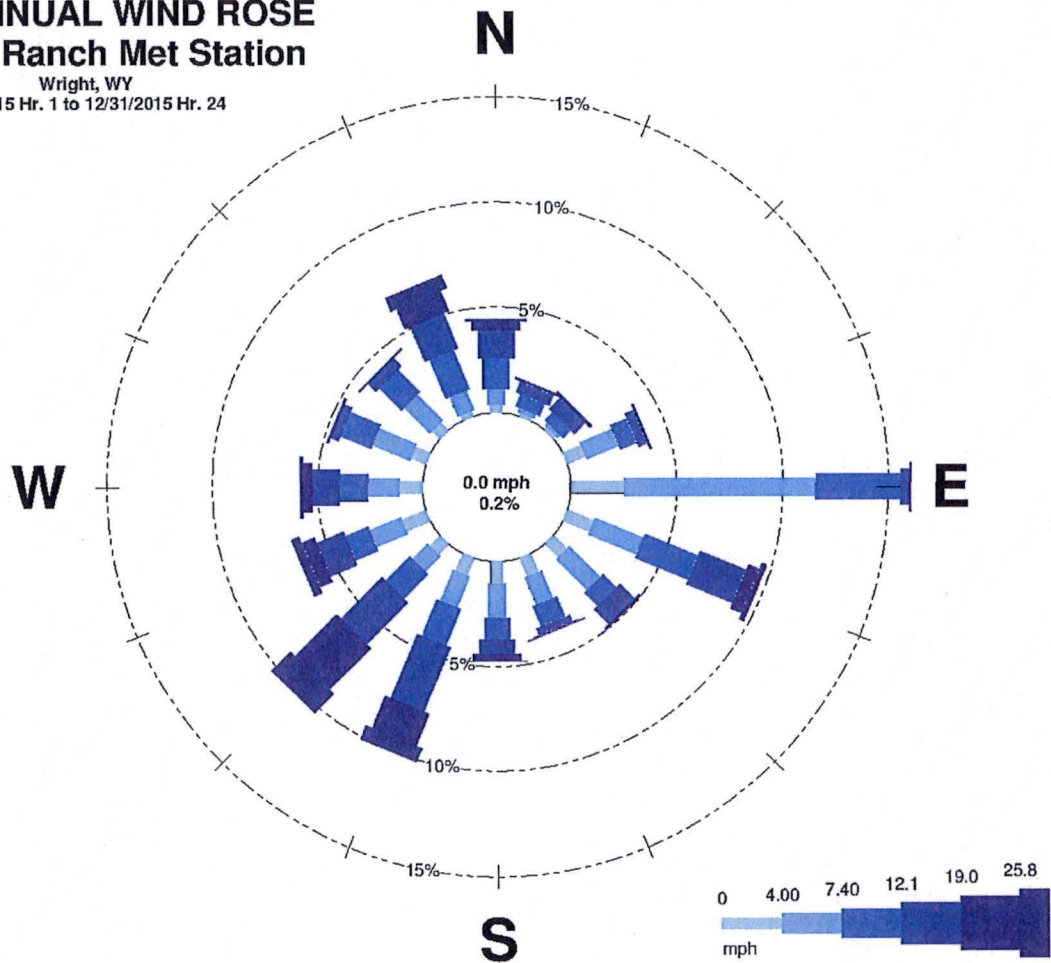 NUAL WIND ROSE
Ranch Met Station
Wright, WY
15 Hr. 1 to 12/31/2015 Hr. 24
N
15%
10%
5%
W
0.0 mph
0.2%
E
5%
10%
15%
S
0 4.00 7.40 12.1 19.0 25.8
mph